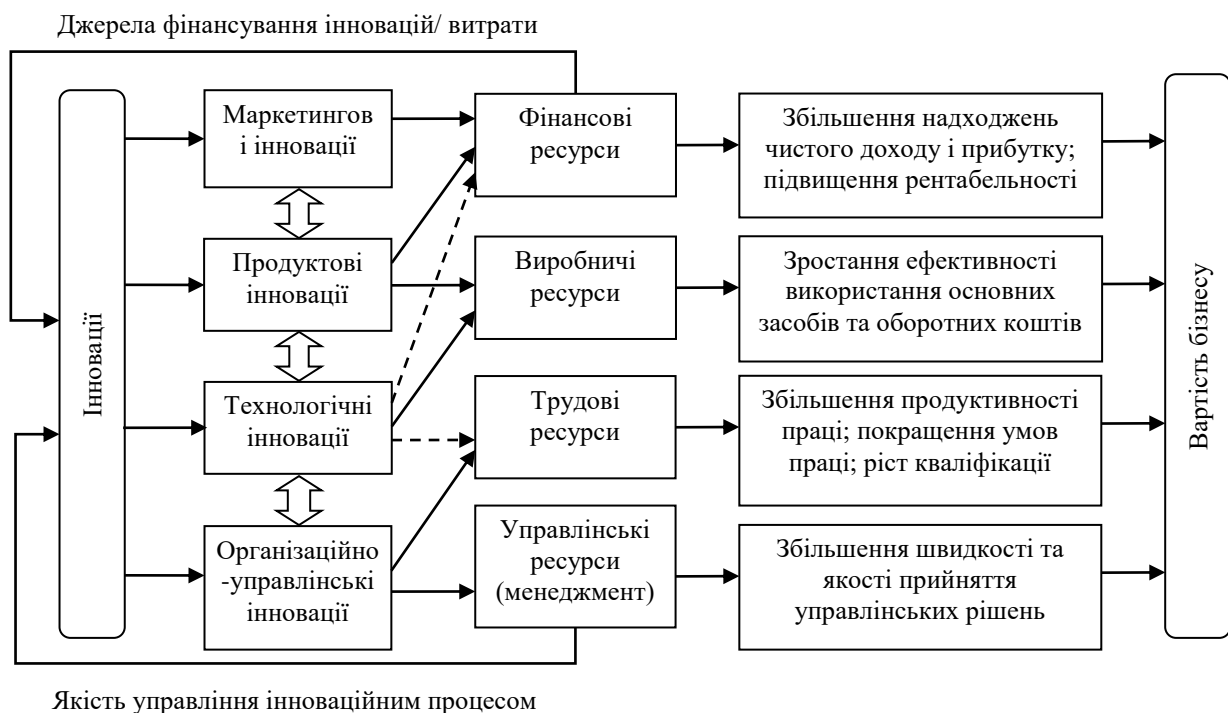 Джерела фінансування інновацій/ витрати
Інновації
Маркетингов
і інновації
Продуктові
інновації
Технологічні
інновації
Організаційно
-управлінські
інновації
Фінансові
ресурси
Виробничі
ресурси
Трудові
ресурси
Управлінські
ресурси
(менеджмент)
Збільшення надходжень
чистого доходу і прибутку;
підвищення рентабельності
Зростання ефективності
використання основних
засобів та оборотних коштів
Збільшення продуктивності
праці; покращення умов
праці; ріст кваліфікації
Збільшення швидкості та
якості прийняття
управлінських рішень
Вартість бізнесу
Якість управління інноваційним процесом